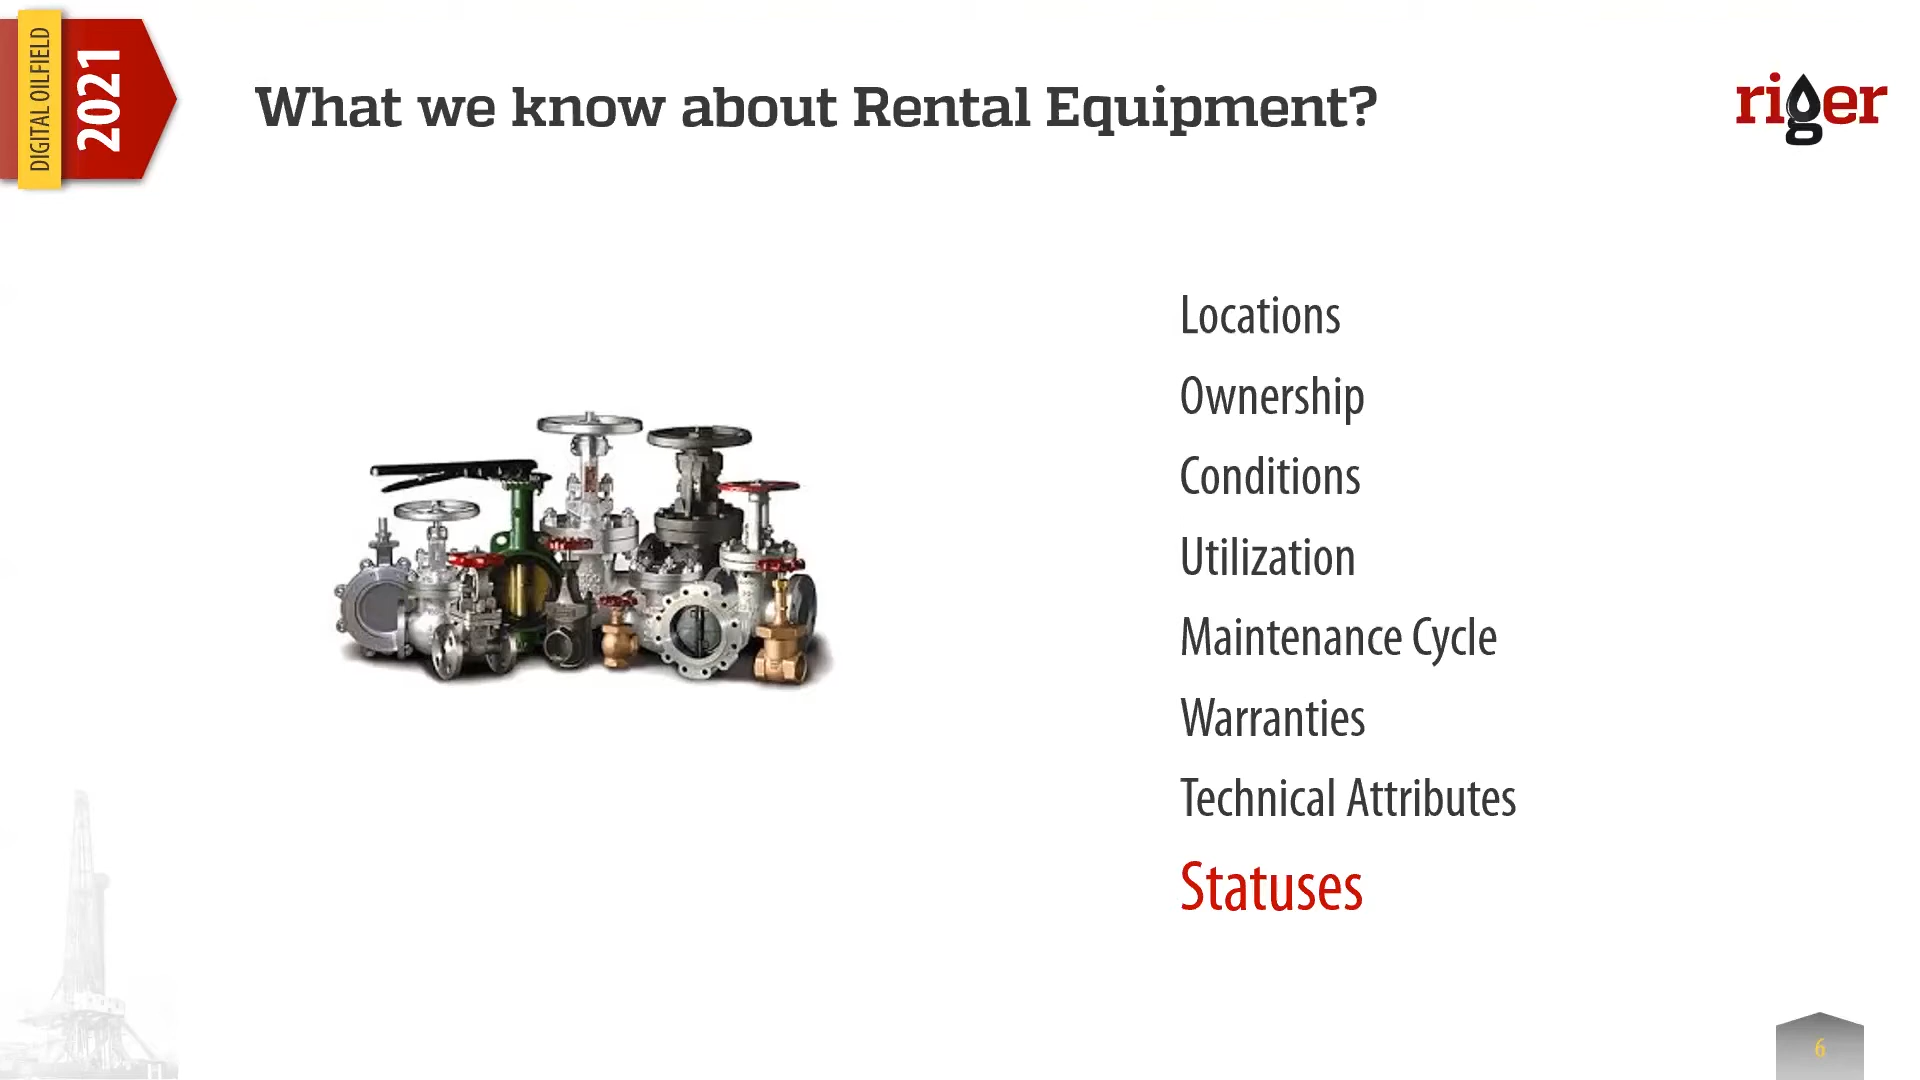 DIGITAL OILFIELD
2021
What we know about Rental Equipment?
riger
Locations
Ownership
Conditions
Utilization
Maintenance Cycle
Warranties
Technical Attributes
Statuses
6